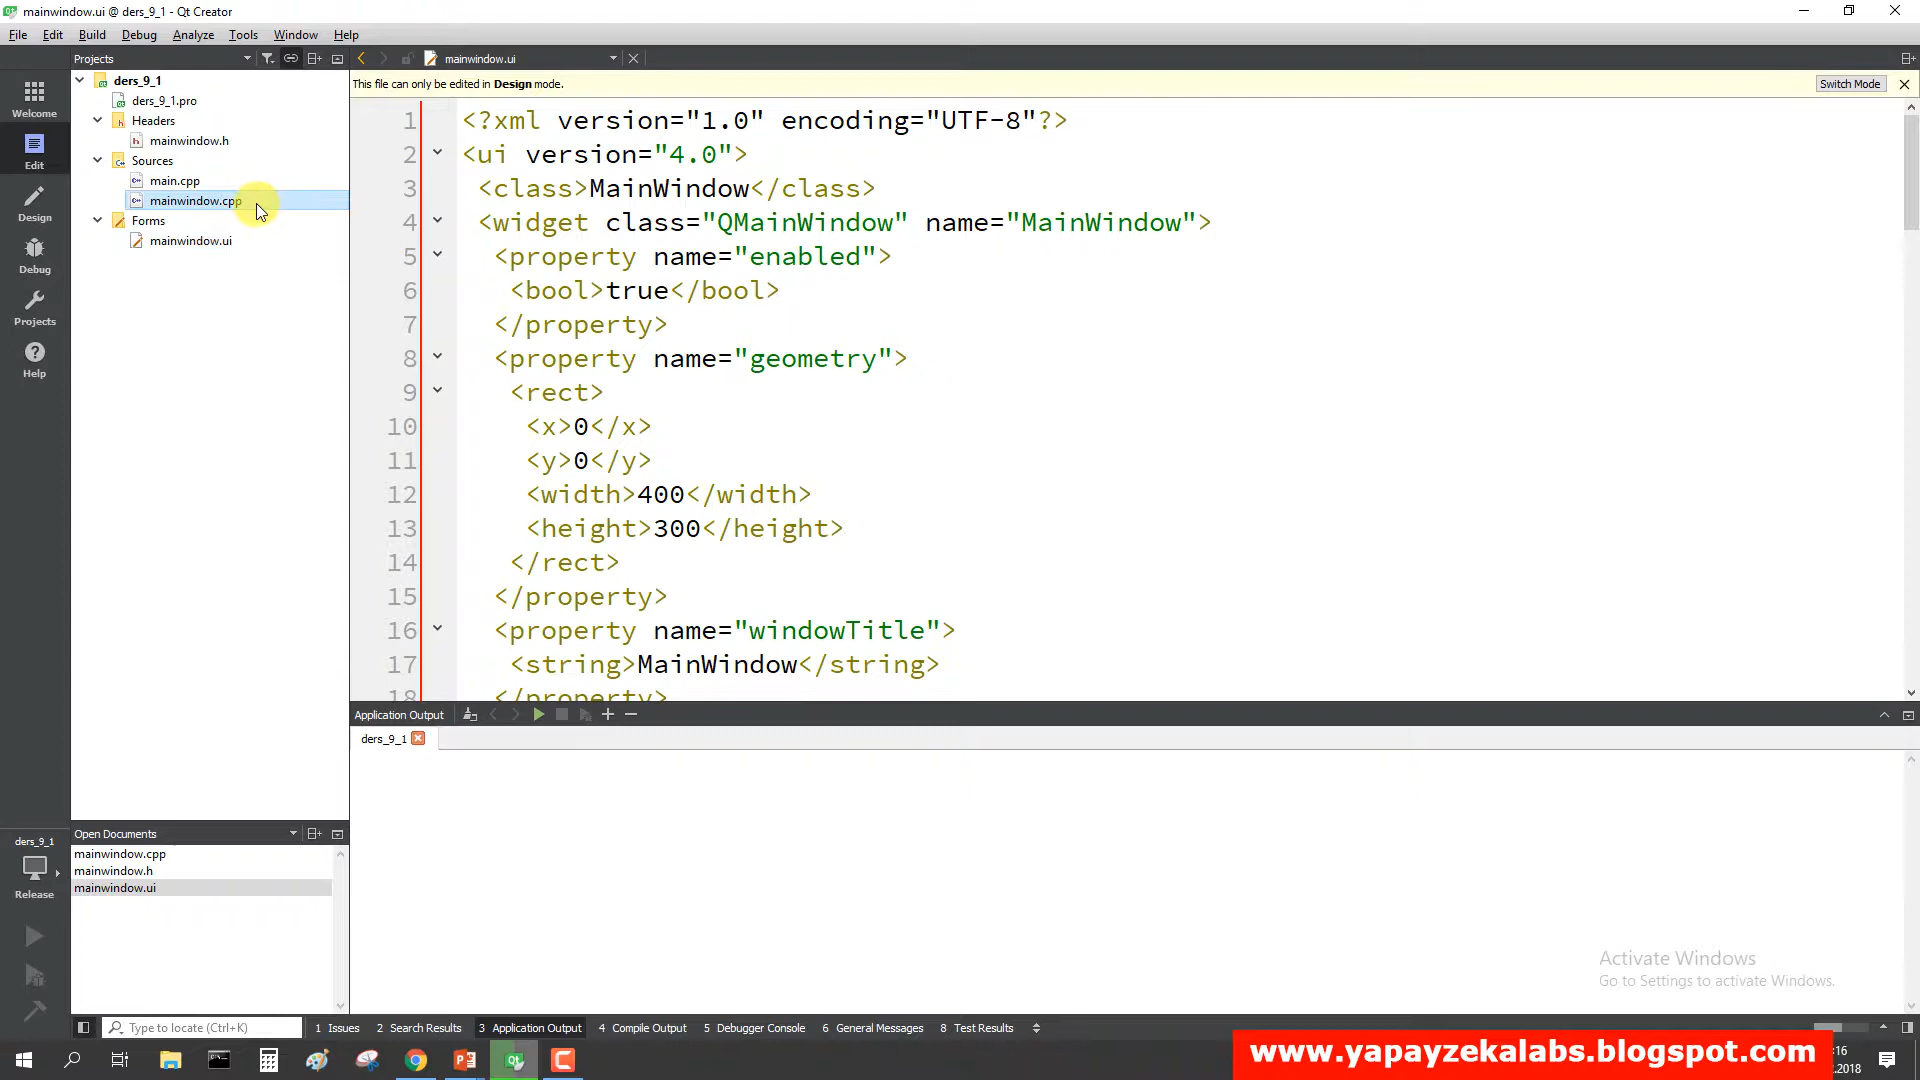 mainwindow.ui @ ders_9_1 - Qt Creator
File Edit Build Debug Analyze Tools Window Help
Projects
mainwindow.ui
ders_9_1
ders_9_1.pro
Headers
mainwindow.h
Sources
main.cpp
mainwindow.cpp
Forms
mainwindow.ui
Welcome
Edit
Design
Debug
Projects
Help
This file can only be edited in Design mode.
Switch Mode
1 <?xml version="1.0" encoding="UTF-8"?>
2 <ui version="4.0">
3 <class>MainWindow</class>
4 <widget class="QMainWindow" name="MainWindow">
5 <property name="enabled">
6 <bool>true</bool>
7 </property>
8 <property name="geometry">
9 <rect>
10 <x>0</x>
11 <y>0</y>
12 <width>400</width>
13 <height>300</height>
14 </rect>
15 </property>
16 <property name="windowTitle">
17 <string>MainWindow</string>
18 </property>
Application Output
ders_9_1
Open Documents
mainwindow.cpp
mainwindow.h
mainwindow.ui
ders_9_1
Release
Activate Windows
Go to Settings to activate Windows.
Type to locate (Ctrl+K)
1 Issues 2 Search Results 3 Application Output 4 Compile Output 5 Debugger Console 6 General Messages 8 Test Results
www.yapayzekalabs.blogspot.com
:16
.2018